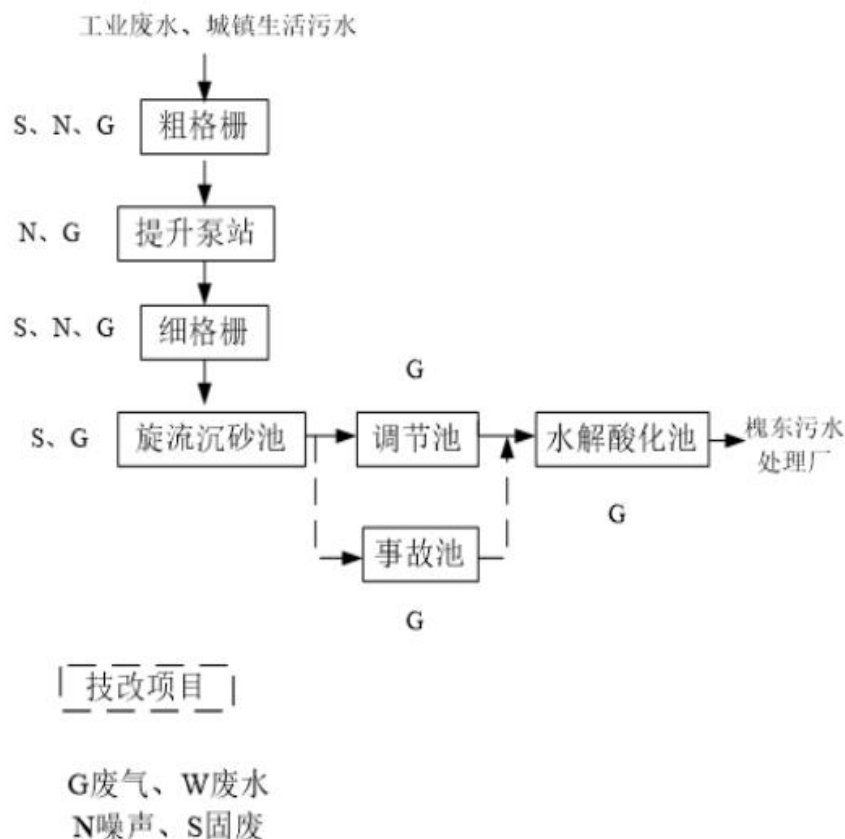 工业废水、城镇生活污水
S、N、G
粗格栅
N、G
提升泵站
S、N、G
细格栅
G
S、G
旋流沉砂池
调节池
水解酸化池
槐东污水
处理厂
G
事故池
G
技改项目
G废气、W废水
N噪声、S固废